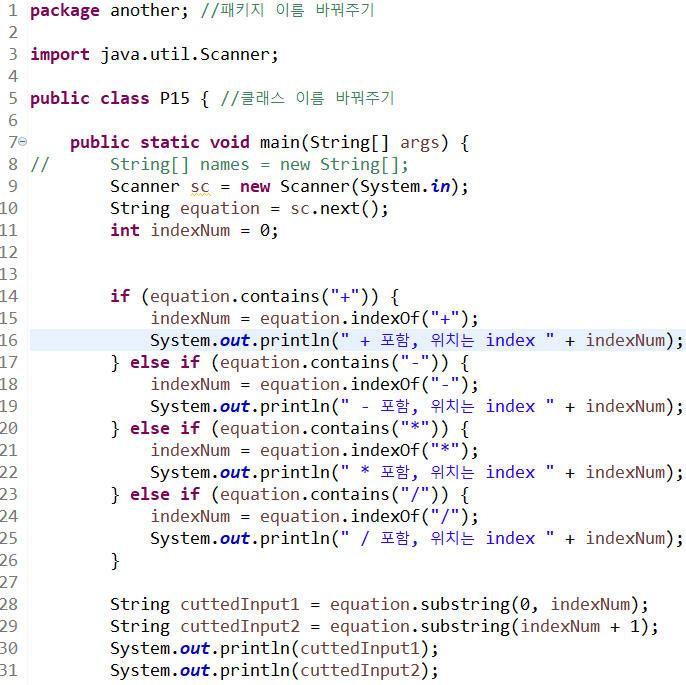 1 package another; //패키지 이름 바꿔주기
2
3 import java.util.Scanner;
4
5 public class P15 { //클래스 이름 바꿔주기
6
7 public static void main(String[] args) {
8 // String[] names = new String[];
9 Scanner sc = new Scanner(System.in);
10 String equation = sc.next();
11 int indexNum = 0;
12
13
14 if (equation.contains("+")) {
15 indexNum = equation.indexOf("+");
16 System.out.println(" + 포함, 위치는 index " + indexNum);
17 } else if (equation.contains("-")) {
18 indexNum = equation.indexOf("-");
19 System.out.println(" - 포함, 위치는 index " + indexNum);
20 } else if (equation.contains("*")) {
21 indexNum = equation.indexOf("*");
22 System.out.println(" * 포함, 위치는 index " + indexNum);
23 } else if (equation.contains("/")) {
24 indexNum = equation.indexOf("/");
25 System.out.println(" / 포함, 위치는 index " + indexNum);
26 }
27
28 String cuttedInput1 = equation.substring(0, indexNum);
29 String cuttedInput2 = equation.substring(indexNum + 1);
30 System.out.println(cuttedInput1);
31 System.out.println(cuttedInput2);